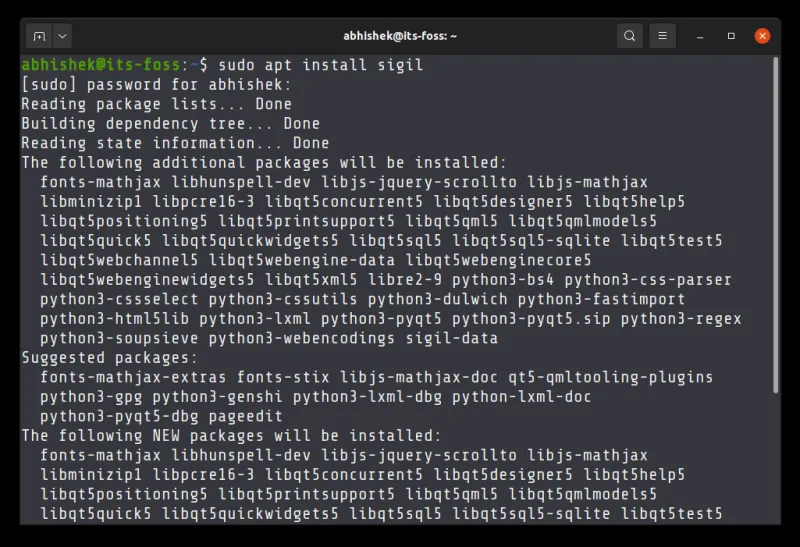 abhishek@its-foss: ~
abhishek@its-foss:~$ sudo apt install sigil
[sudo] password for abhishek:
Reading package lists... Done
Building dependency tree... Done
Reading state information... Done
The following additional packages will be installed:
  fonts-mathjax libhunspell-dev libjs-jquery-scrollto libjs-mathjax
  libminizip1 libpcre16-3 libqt5concurrent5 libqt5designer5 libqt5help5
  libqt5positioning5 libqt5printsupport5 libqt5qml5 libqt5qmlmodels5
  libqt5quick5 libqt5quickwidgets5 libqt5sql5 libqt5sql5-sqlite libqt5test5
  libqt5webchannel5 libqt5webengine-data libqt5webenginecore5
  libqt5webenginewidgets5 libqt5xml5 libre2-9 python3-bs4 python3-css-parser
  python3-cssselect python3-cssutils python3-dulwich python3-fastimport
  python3-html5lib python3-lxml python3-pyqt5 python3-pyqt5.sip python3-regex
  python3-soupsieve python3-webencodings sigil-data
Suggested packages:
  fonts-mathjax-extras fonts-stix libjs-mathjax-doc qt5-qmltooling-plugins
  python3-gpg python3-genshi python3-lxml-dbg python-lxml-doc
  python3-pyqt5-dbg pageedit
The following NEW packages will be installed:
  fonts-mathjax libhunspell-dev libjs-jquery-scrollto libjs-mathjax
  libminizip1 libpcre16-3 libqt5concurrent5 libqt5designer5 libqt5help5
  libqt5positioning5 libqt5printsupport5 libqt5qml5 libqt5qmlmodels5
  libqt5quick5 libqt5quickwidgets5 libqt5sql5 libqt5sql5-sqlite libqt5test5